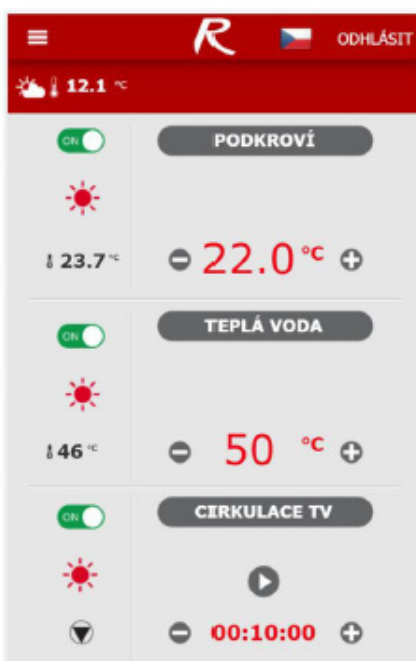 R ODHLÁSIT
12.1 °C
ON PODKROVÍ
23.7 °C 22.0 °C
ON TEPLÁ VODA
46 °C 50 °C
ON CIRKULACE TV
00:10:00